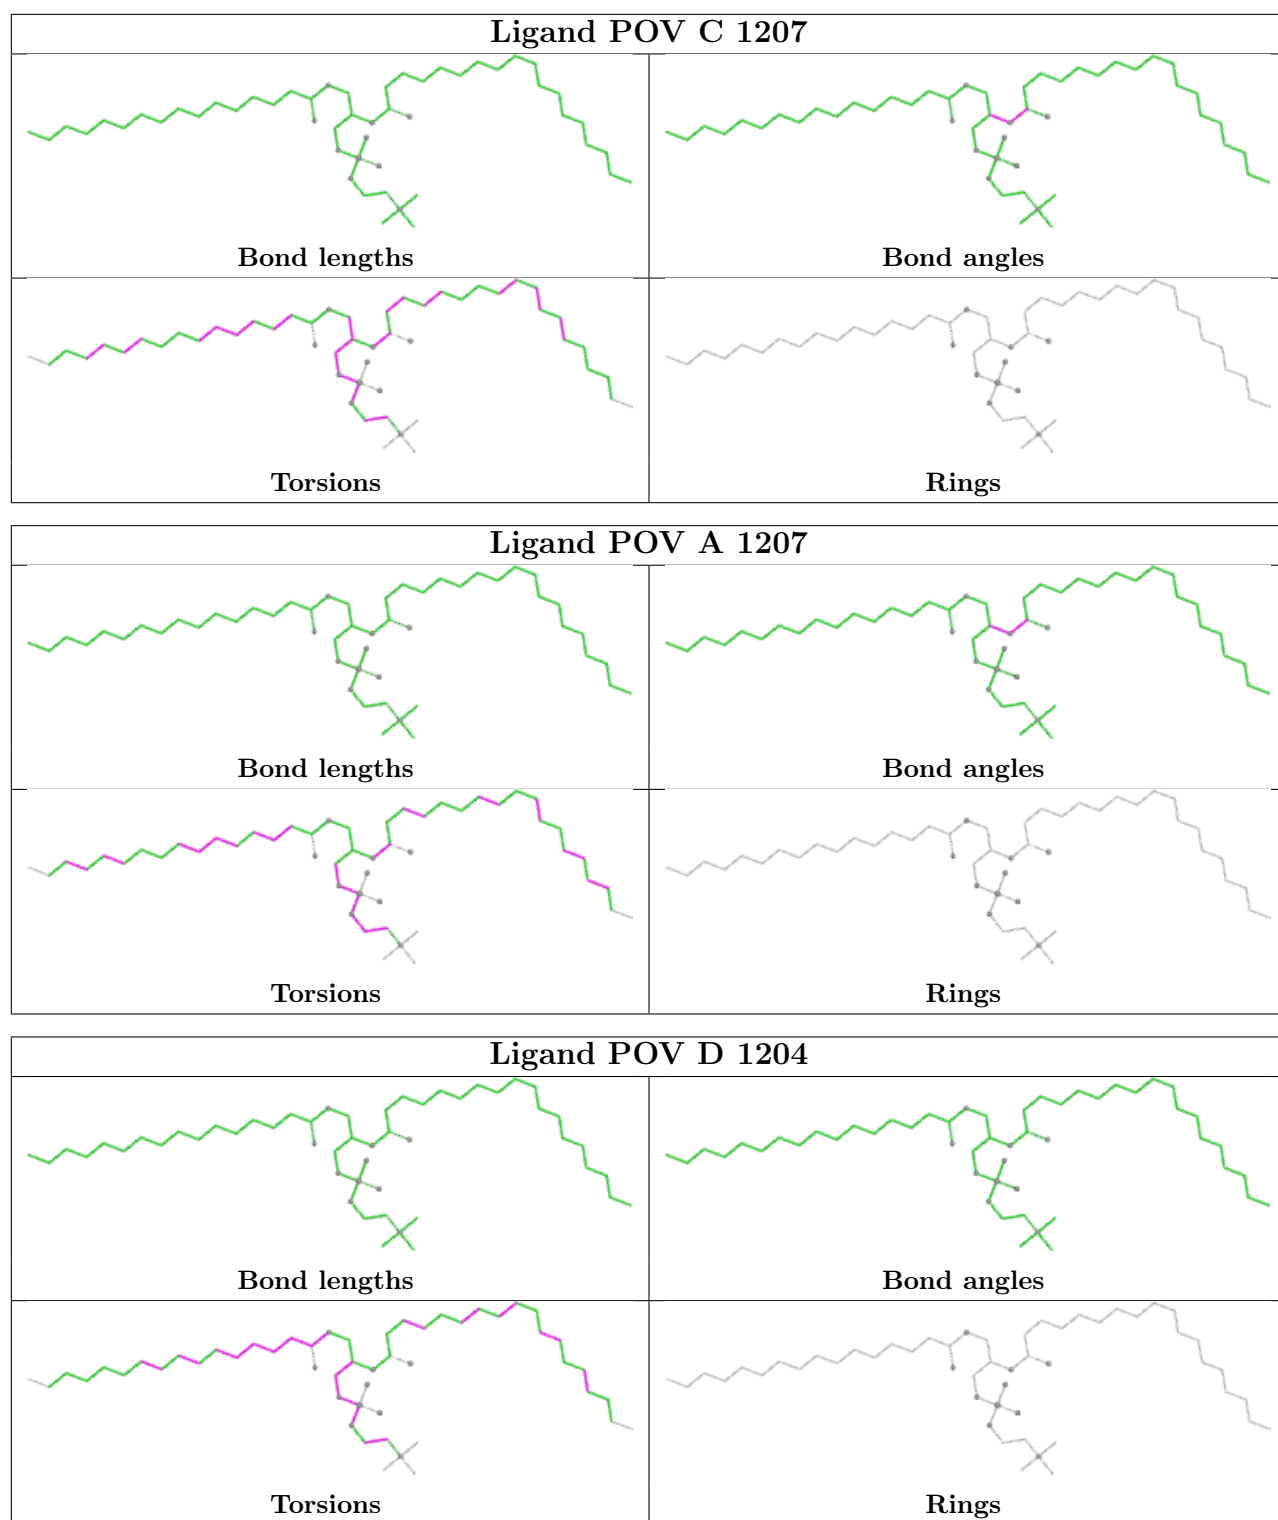 Ligand POV C 1207
Bond lengths
Bond angles
Torsions
Rings
Ligand POV A 1207
Bond lengths
Bond angles
Torsions
Rings
Ligand POV D 1204
Bond lengths
Bond angles
Torsions
Rings